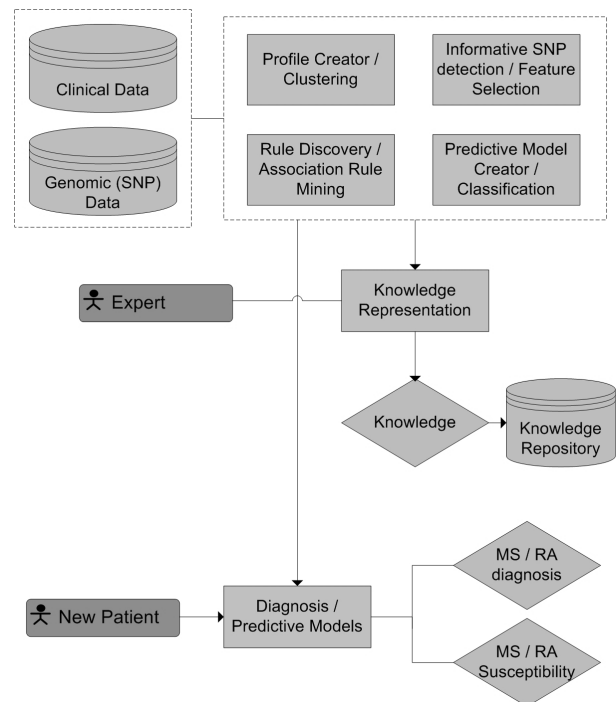 Clinical Data
Genomic (SNP)
Data
Profile Creator /
Clustering
Informative SNP
detection / Feature
Selection
Rule Discovery /
Association Rule
Mining
Predictive Model
Creator /
Classification
Expert
Knowledge
Representation
Knowledge
Knowledge
Repository
New Patient
Diagnosis /
Predictive Models
MS / RA
diagnosis
MS / RA
Susceptibility